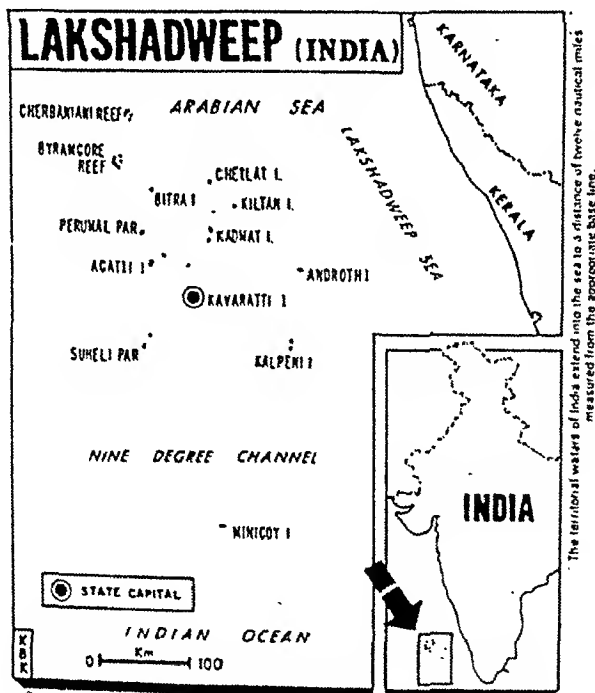 LAKSHADWEEP (INDIA)
KARNATAKA
KERALA
ARABIAN SEA
CHERBANIANI REEF
BYRAMGORE
REEF
LAKSHADWEEP SEA
CHETLAT I.
BITRA I
KILTAN I.
PERUMAL PAR
KADMAT I.
AGATTI I
ANDROTH I
KAVARATTI I
SUHELI PAR
KALPENI I
NINE DEGREE CHANNEL
MINICOY I
STATE CAPITAL
INDIAN OCEAN
KBK
Km
0 100
INDIA
The territorial waters of India extend into the sea to a distance of twelve nautical miles
measured from the appropriate base line.